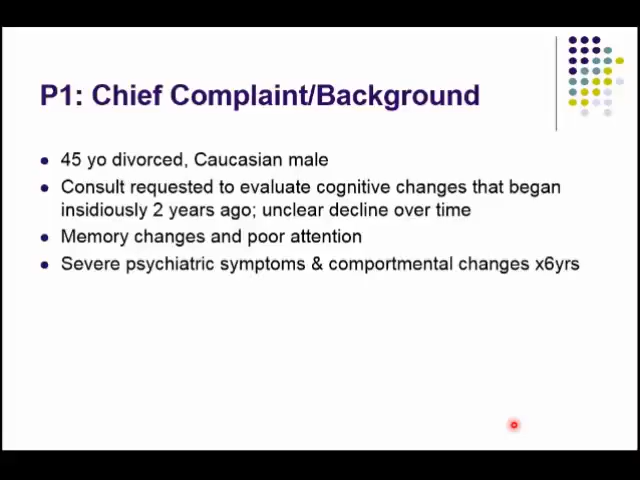 P1: Chief Complaint/Background
● 45 yo divorced, Caucasian male
● Consult requested to evaluate cognitive changes that began
insidiously 2 years ago; unclear decline over time
● Memory changes and poor attention
● Severe psychiatric symptoms & comportmental changes x6yrs